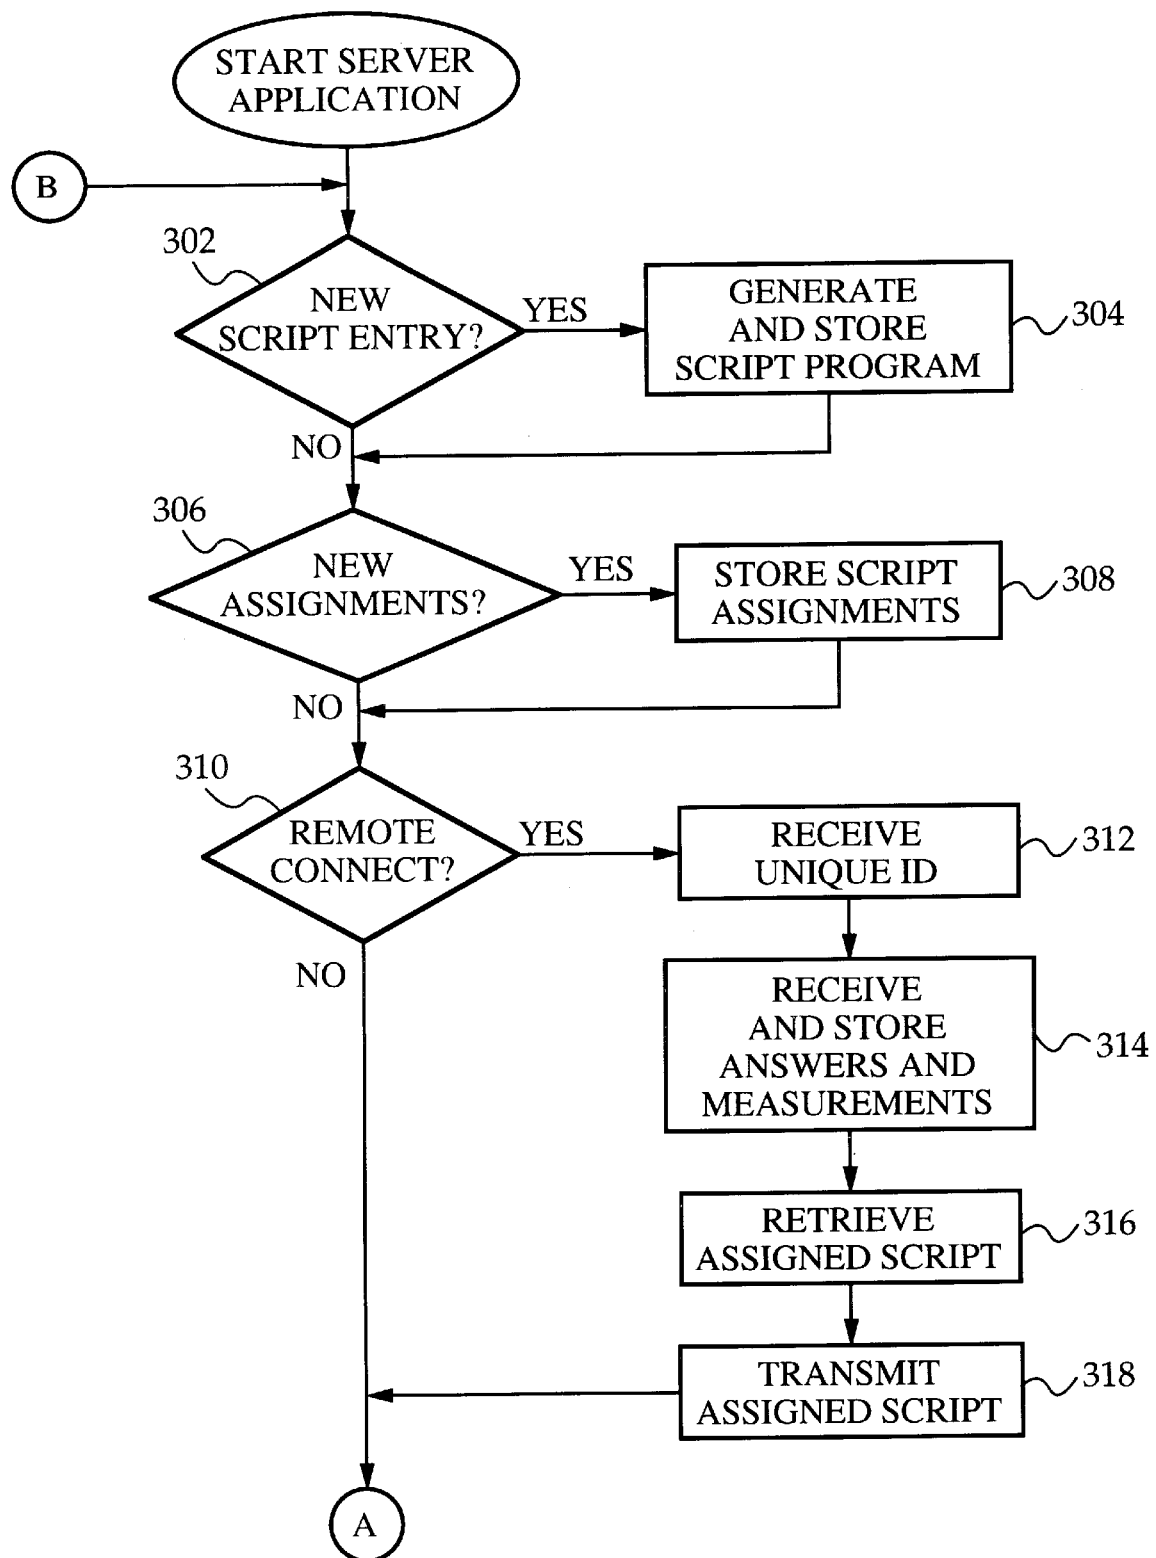 START SERVER
APPLICATION
B
302
NEW
SCRIPT ENTRY?
YES
GENERATE
AND STORE
SCRIPT PROGRAM
304
NO
306
NEW
ASSIGNMENTS?
YES
STORE SCRIPT
ASSIGNMENTS
308
NO
310
REMOTE
CONNECT?
YES
RECEIVE
UNIQUE ID
312
NO
RECEIVE
AND STORE
ANSWERS AND
MEASUREMENTS
314
RETRIEVE
ASSIGNED SCRIPT
316
TRANSMIT
ASSIGNED SCRIPT
318
A